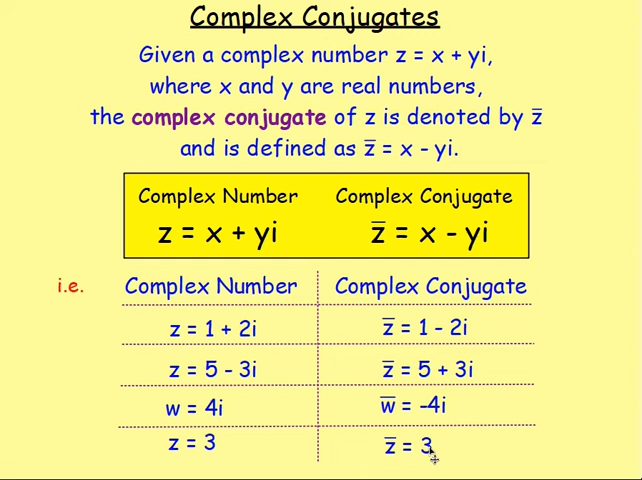 Complex Conjugates
Given a complex number z = x + yi,
where x and y are real numbers,
the complex conjugate of z is denoted by z̅
and is defined as z̅ = x - yi.
Complex Number Complex Conjugate
z = x + yi z̅ = x - yi
i.e. Complex Number Complex Conjugate
z = 1 + 2i z̅ = 1 - 2i
z = 5 - 3i z̅ = 5 + 3i
w = 4i w̅ = -4i
z = 3 z̅ = 3